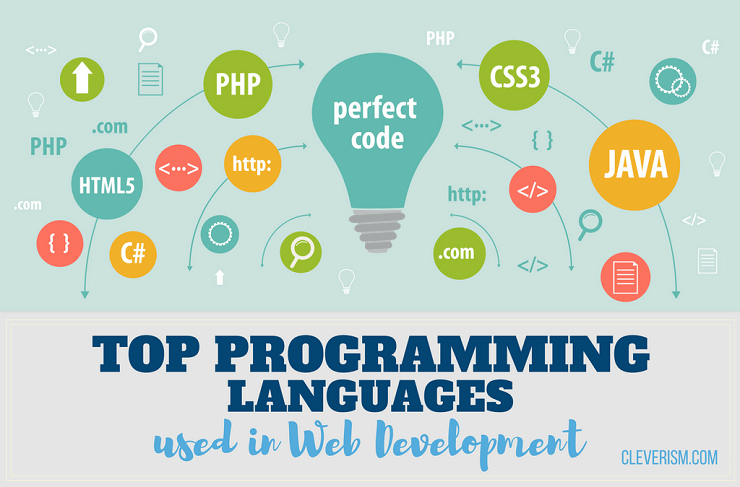 <···>
PHP
PHP
CSS3
C#
C#
perfect
code
.com
PHP
HTML5
<···>
http:
<···>
{ }
JAVA
.com
http:
</>
</>
{ }
C#
.com
</>
TOP PROGRAMMING
LANGUAGES
used in Web Development
CLEVERISM.COM